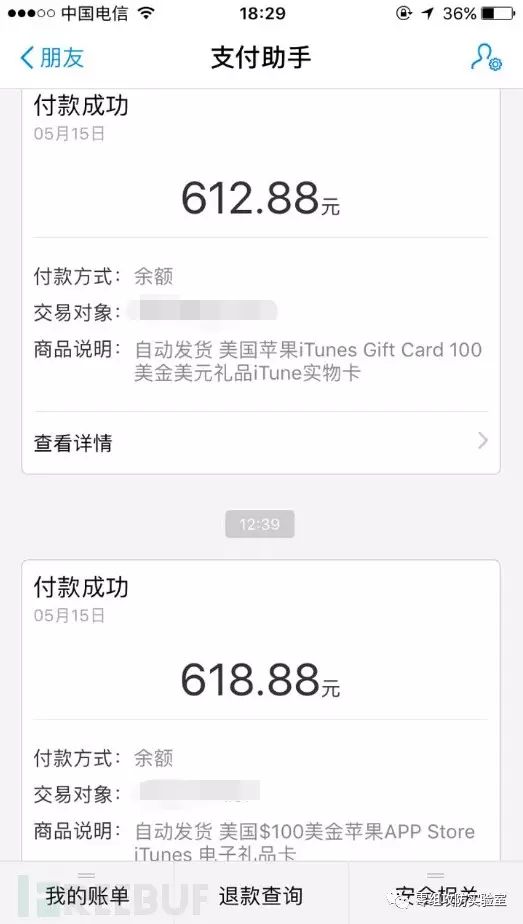 中国电信 18:29 36%
朋友 支付助手
付款成功
05月15日
612.88元
付款方式： 余额
交易对象：
商品说明： 自动发货 美国苹果iTunes Gift Card 100
美金美元礼品iTune实物卡
查看详情
12:39
付款成功
05月15日
618.88元
付款方式： 余额
交易对象：
商品说明： 自动发货 美国$100美金苹果APP Store
iTunes 电子礼品卡
我的账单 退款查询 安全报关
FREEBUF
零组攻防实验室